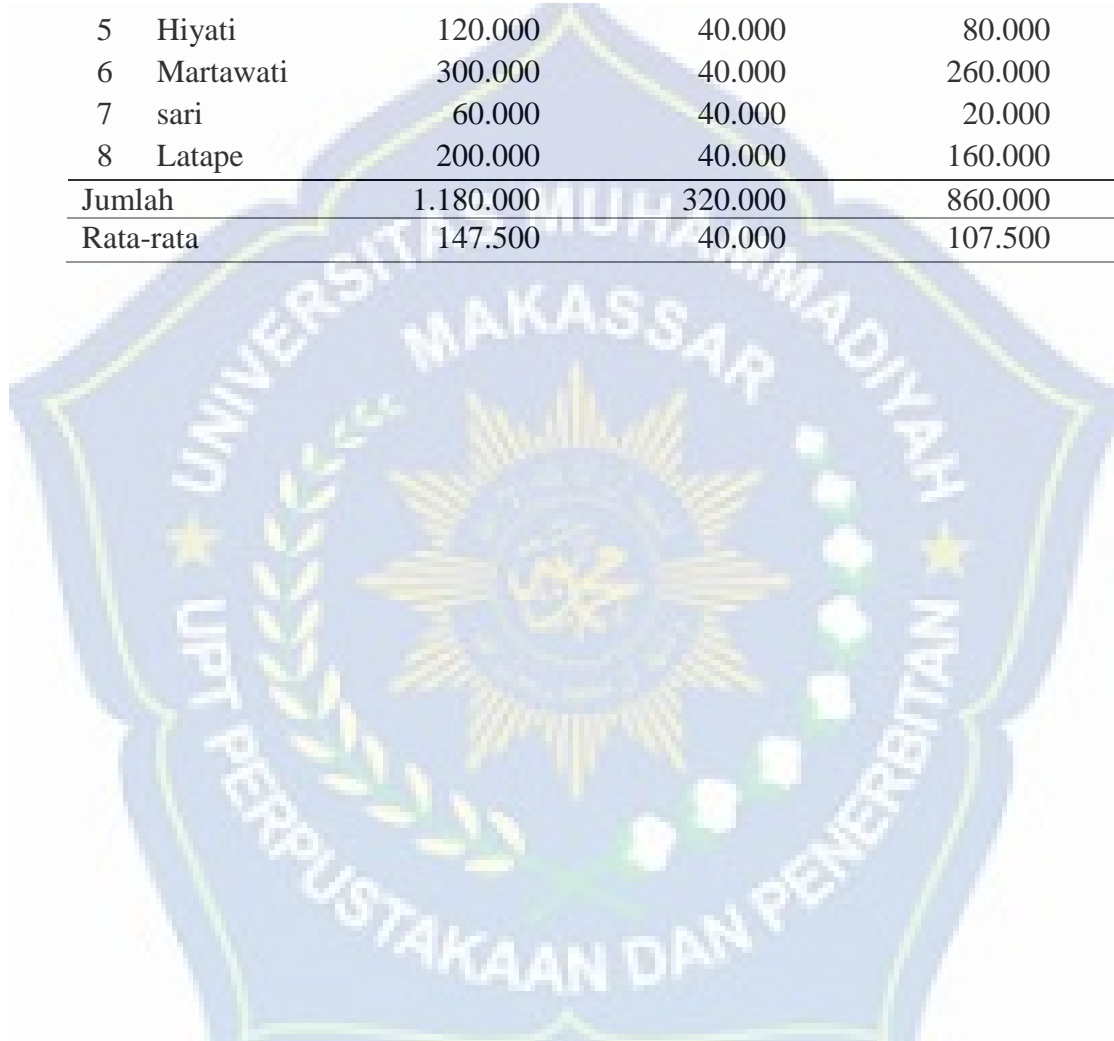 5 Hiyati 120.000 40.000 80.000
6 Martawati 300.000 40.000 260.000
7 sari 60.000 40.000 20.000
8 Latape 200.000 40.000 160.000
Jumlah 1.180.000 320.000 860.000
Rata-rata 147.500 40.000 107.500
UNIVERSITAS MUHAMMADIYAH
MAKASSAR
UPT PERPUSTAKAAN DAN PENERBITAN